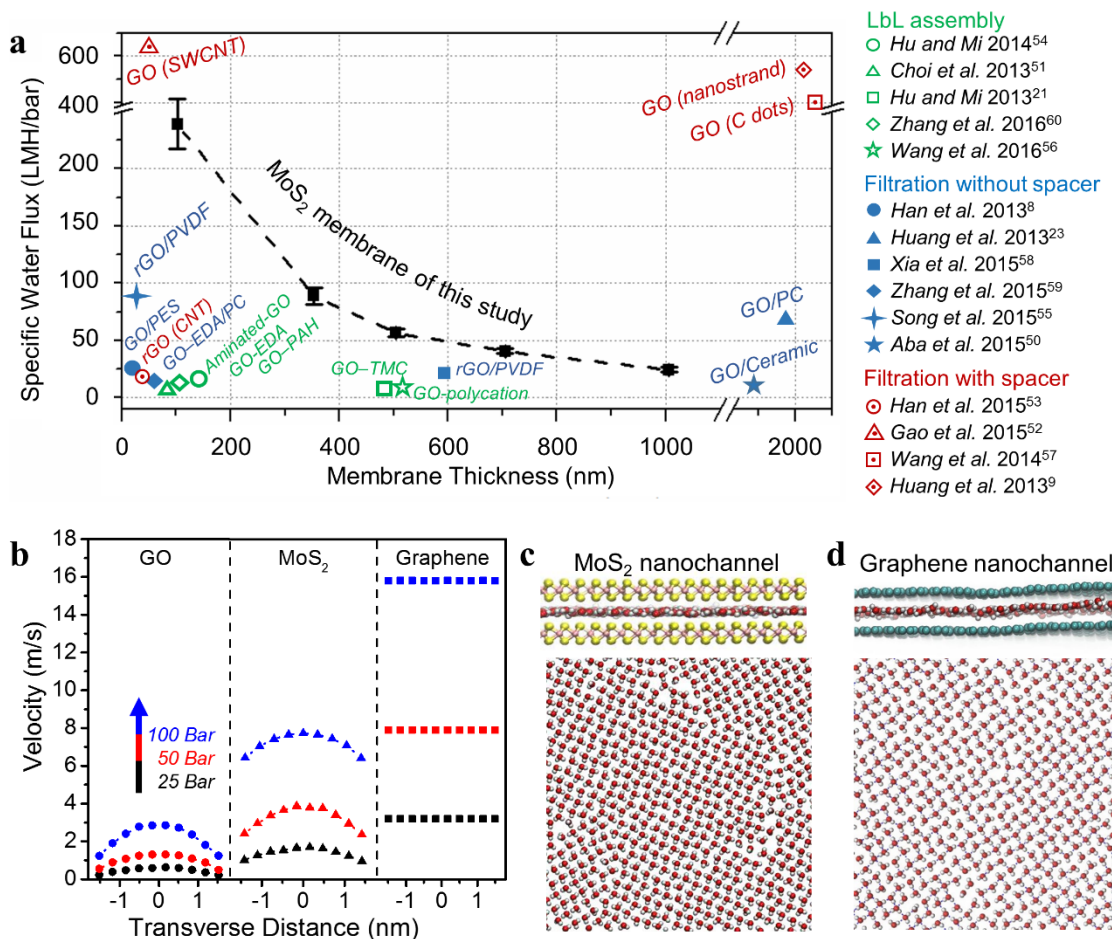 a
Specific Water Flux (LMH/bar)
600
400
200
150
100
50
0
GO (SWCNT)
GO (nanostrand)
GO (C dots)
MoS₂ membrane of this study
rGO/PVDF
GO/PES
rGO (CNT)
GO–EDA/PC
Aminated-GO
GO-EDA
GO–PAH
GO–TMC
GO-polycation
rGO/PVDF
GO/PC
GO/Ceramic
0 200 400 600 800 1000 2000
Membrane Thickness (nm)
LbL assembly
Hu and Mi 2014⁵⁴
Choi et al. 2013⁵¹
Hu and Mi 2013²¹
Zhang et al. 2016⁶⁰
Wang et al. 2016⁵⁶
Filtration without spacer
Han et al. 2013⁸
Huang et al. 2013²³
Xia et al. 2015⁵⁸
Zhang et al. 2015⁵⁹
Song et al. 2015⁵⁵
Aba et al. 2015⁵⁰
Filtration with spacer
Han et al. 2015⁵³
Gao et al. 2015⁵²
Wang et al. 2014⁵⁷
Huang et al. 2013⁹
b
Velocity (m/s)
18
16
14
12
10
8
6
4
2
0
GO MoS₂ Graphene
100 Bar
50 Bar
25 Bar
-1 0 1 -1 0 1 -1 0 1
Transverse Distance (nm)
c
MoS₂ nanochannel
d
Graphene nanochannel